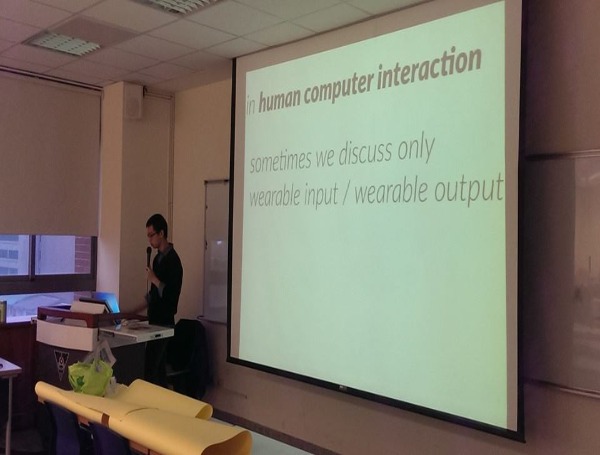 in human computer interaction
sometimes we discuss only
wearable input / wearable output